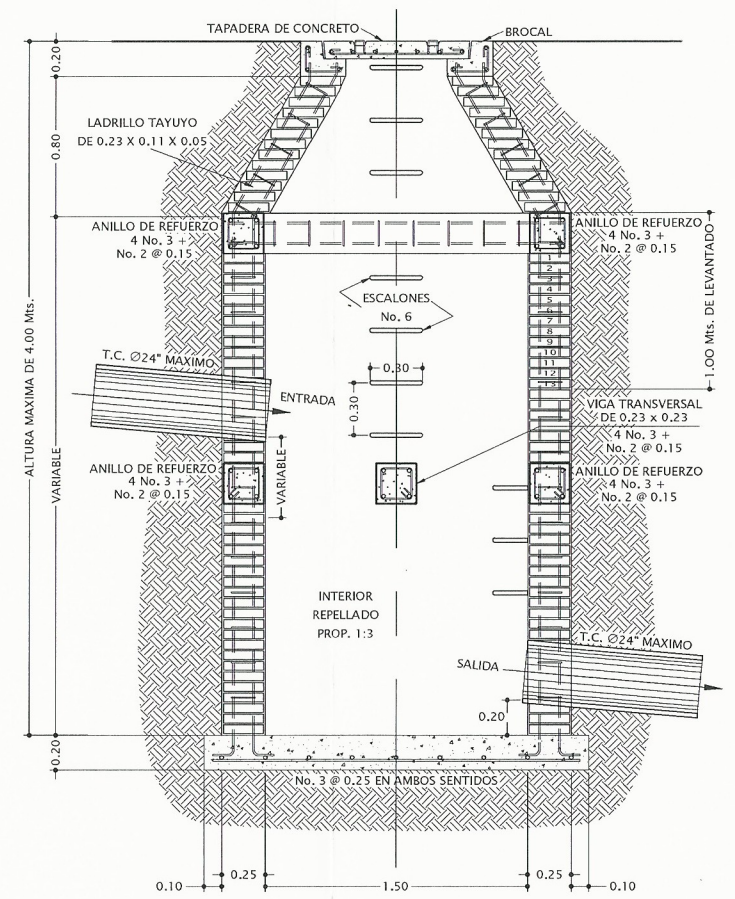 TAPADERA DE CONCRETO
BROCAL
0.20
LADRILLO TAYUYO
DE 0.23 X 0.11 X 0.05
0.80
ANILLO DE REFUERZO
4 No. 3 +
No. 2 @ 0.15
ANILLO DE REFUERZO
4 No. 3 +
No. 2 @ 0.15
1
2
3
4
5
6
7
8
9
10
11
12
13
1.00 Mts. DE LEVANTADO
ESCALONES
No. 6
ALTURA MAXIMA DE 4.00 Mts.
T.C. ∅24" MAXIMO
ENTRADA
0.30
0.30
VIGA TRANSVERSAL
DE 0.23 x 0.23
4 No. 3 +
No. 2 @ 0.15
VARIABLE
ANILLO DE REFUERZO
4 No. 3 +
No. 2 @ 0.15
VARIABLE
ANILLO DE REFUERZO
4 No. 3 +
No. 2 @ 0.15
INTERIOR
REPELLADO
PROP. 1:3
T.C. ∅24" MAXIMO
SALIDA
0.20
0.20
No. 3 @ 0.25 EN AMBOS SENTIDOS
0.25
0.25
0.10
1.50
0.10